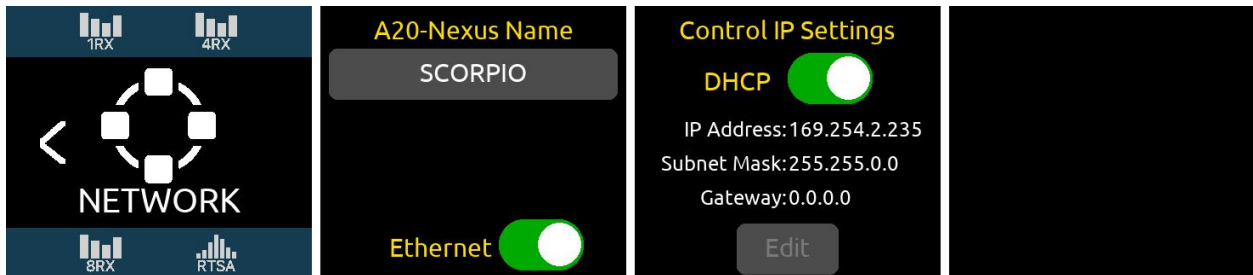 1RX
4RX
NETWORK
8RX
RTSA
A20-Nexus Name
SCORPIO
Ethernet
Control IP Settings
DHCP
IP Address:169.254.2.235
Subnet Mask:255.255.0.0
Gateway:0.0.0.0
Edit